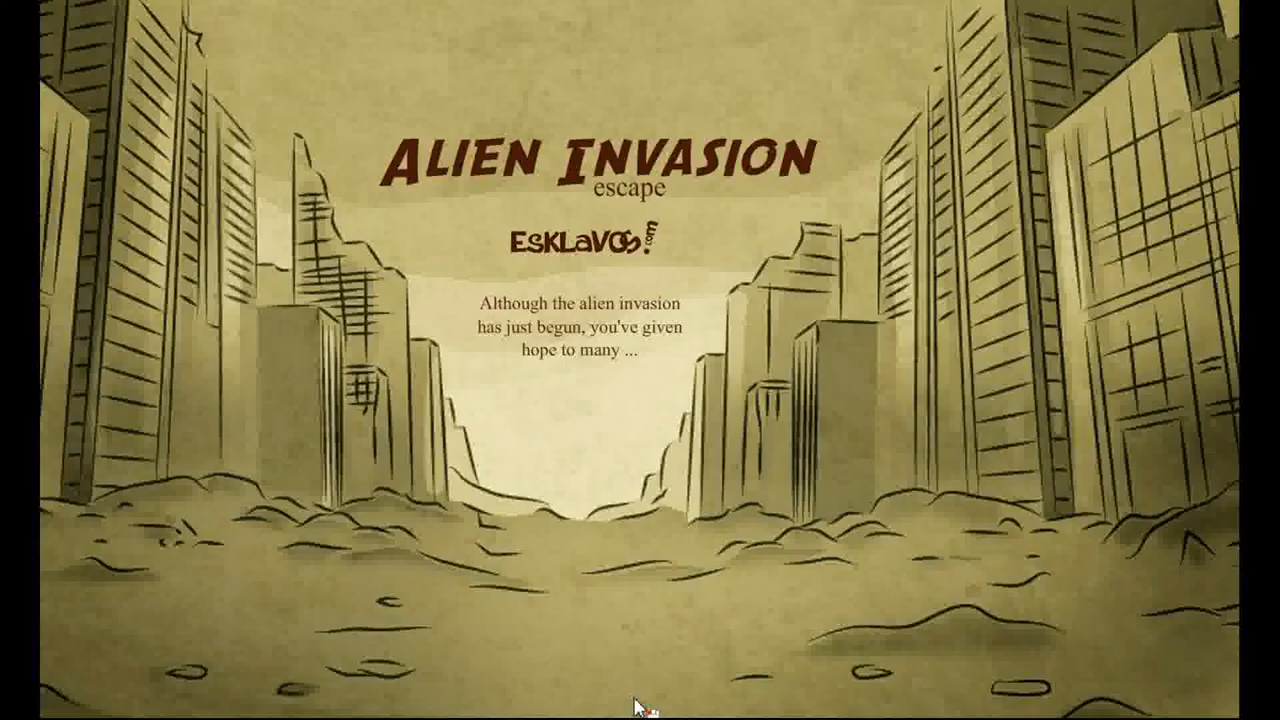 ALIEN INVASION
escape
ESKLaVOS!.com
Although the alien invasion
has just begun, you've given
hope to many ...